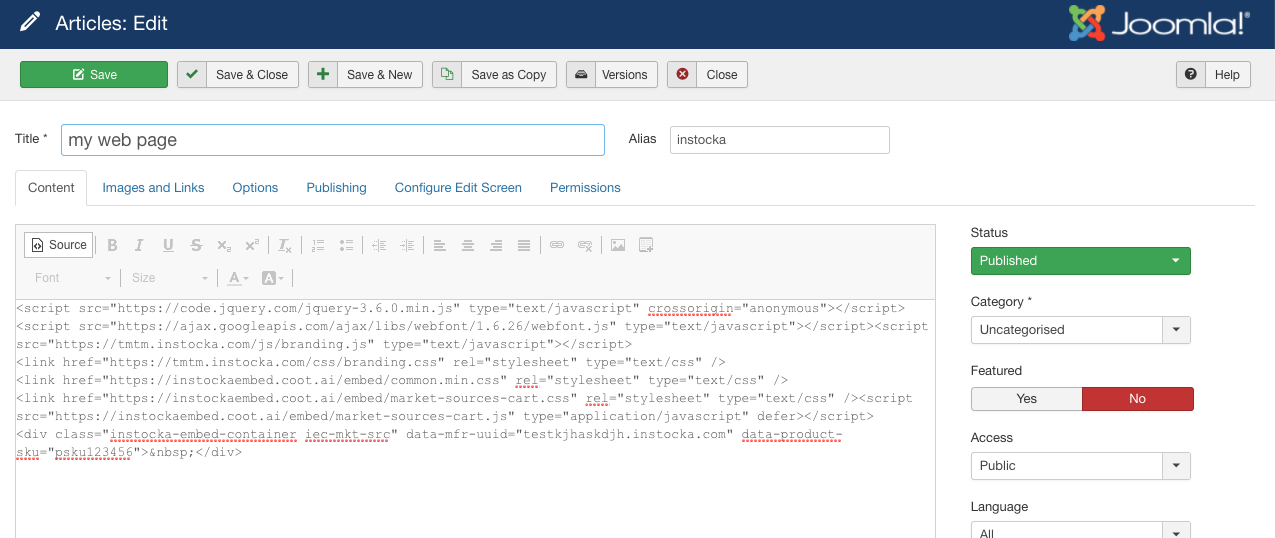 Articles: Edit
Joomla!®
Save
Save & Close
Save & New
Save as Copy
Versions
Close
Help
Title *
my web page
Alias
instocka
Content
Images and Links
Options
Publishing
Configure Edit Screen
Permissions
Source
B I U S x₂ x² Iₓ
Font
Size
A
A
<script src="https://code.jquery.com/jquery-3.6.0.min.js" type="text/javascript" crossorigin="anonymous"></script>
<script src="https://ajax.googleapis.com/ajax/libs/webfont/1.6.26/webfont.js" type="text/javascript"></script><script
src="https://tmtm.instocka.com/js/branding.js" type="text/javascript"></script>
<link href="https://tmtm.instocka.com/css/branding.css" rel="stylesheet" type="text/css" />
<link href="https://instockaembed.coot.ai/embed/common.min.css" rel="stylesheet" type="text/css" />
<link href="https://instockaembed.coot.ai/embed/market-sources-cart.css" rel="stylesheet" type="text/css" /><script
src="https://instockaembed.coot.ai/embed/market-sources-cart.js" type="application/javascript" defer></script>
<div class="instocka-embed-container iec-mkt-src" data-mfr-uuid="testkjhaskdjh.instocka.com" data-product-
sku="psku123456">&nbsp;</div>
Status
Published
Category *
Uncategorised
Featured
Yes
No
Access
Public
Language
All